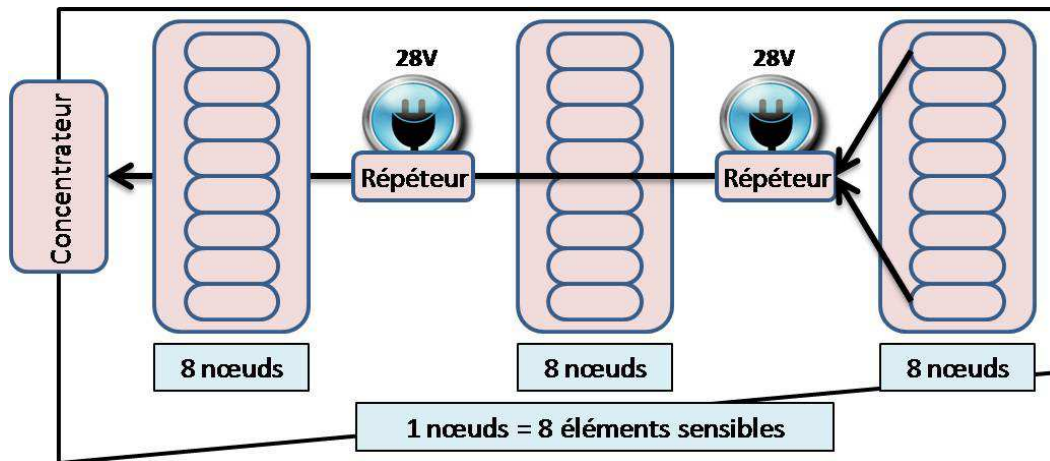 28V
28V
Concentrateur
Répéteur
Répéteur
8 nœuds
8 nœuds
8 nœuds
1 nœuds = 8 éléments sensibles